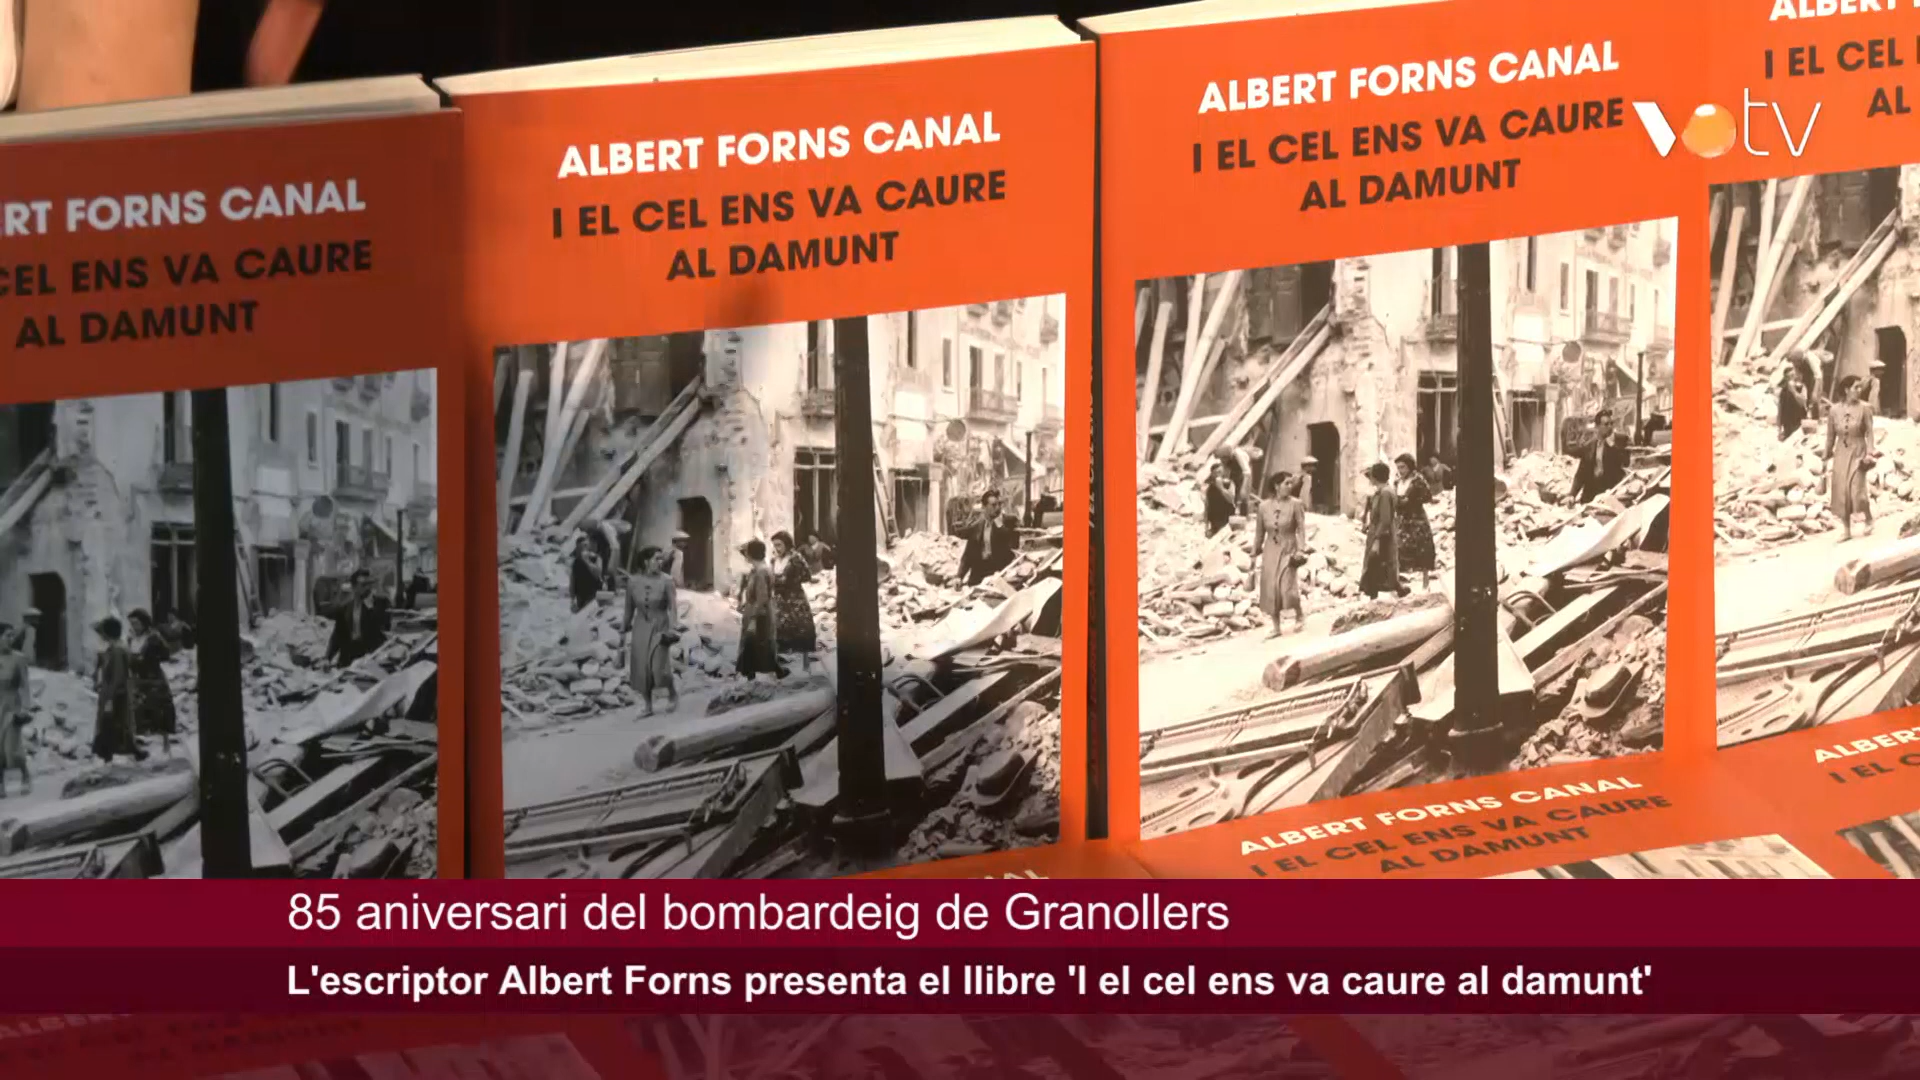 ALBERT FORNS CANAL
I EL CEL ENS VA CAURE
AL DAMUNT
ALBERT FORNS CANAL
I EL CEL ENS VA CAURE
AL DAMUNT
FORNS CANAL
CEL ENS VA CAURE
AL DAMUNT
ALBERT
I EL CEL
AL
votv
ALBERT FORNS CANAL
I EL CEL ENS VA CAURE
AL DAMUNT
85 aniversari del bombardeig de Granollers
L'escriptor Albert Forns presenta el llibre 'I el cel ens va caure al damunt'